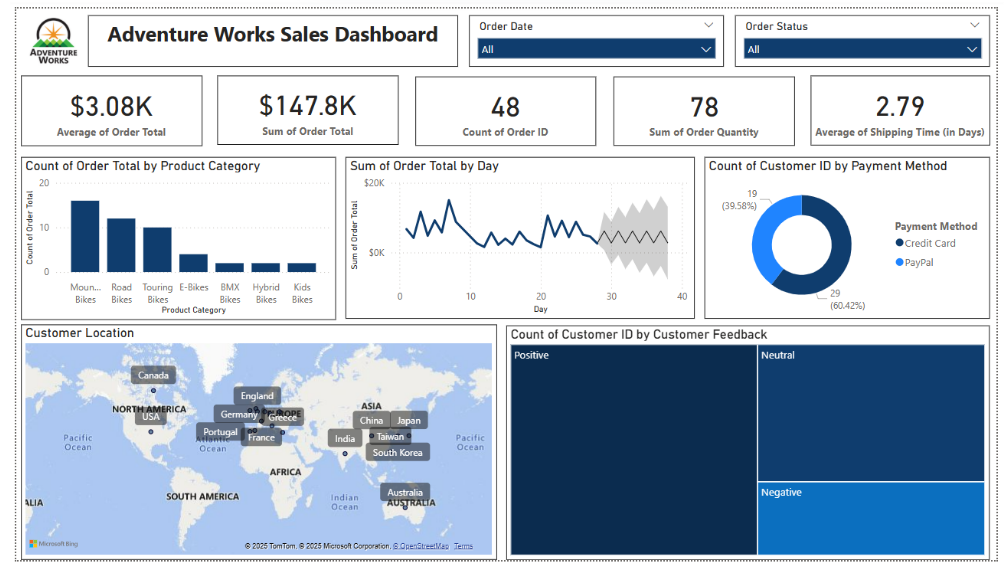 ADVENTURE
WORKS
Adventure Works Sales Dashboard
Order Date
All
Order Status
All
$3.08K
Average of Order Total
$147.8K
Sum of Order Total
48
Count of Order ID
78
Sum of Order Quantity
2.79
Average of Shipping Time (in Days)
Count of Order Total by Product Category
Count of Order Total
20
10
0
Moun... Bikes
Road Bikes
Touring Bikes
E-Bikes
BMX Bikes
Hybrid Bikes
Kids Bikes
Product Category
Sum of Order Total by Day
Sum of Order Total
$20K
$0K
0 10 20 30 40
Day
Count of Customer ID by Payment Method
19
(39.58%)
29
(60.42%)
Payment Method
Credit Card
PayPal
Customer Location
Canada
NORTH AMERICA
USA
England
Germany
Greece
Portugal
France
Pacific
Ocean
Atlantic
Ocean
ASIA
China
Japan
India
Taiwan
South Korea
Pacific
Ocean
AFRICA
SOUTH AMERICA
Indian
Ocean
Australia
AUSTRALIA
ALIA
Microsoft Bing
© 2025 TomTom, © 2025 Microsoft Corporation, © OpenStreetMap Terms
Count of Customer ID by Customer Feedback
Positive
Neutral
Negative